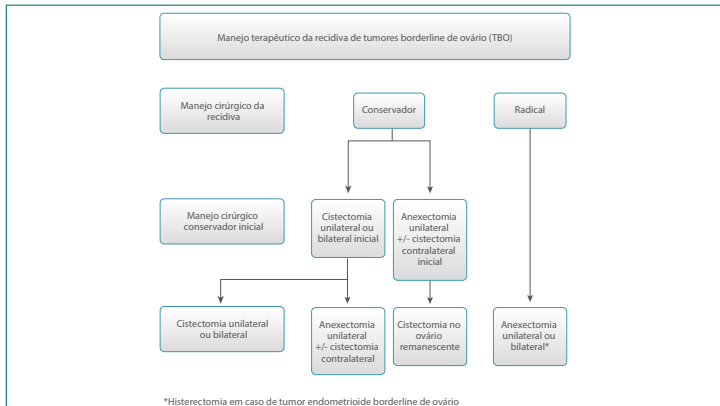 Manejo terapêutico da recidiva de tumores borderline de ovário (TBO)
Manejo cirúrgico da
recidiva
Conservador
Radical
Manejo cirúrgico
conservador inicial
Cistectomia
unilateral ou
bilateral inicial
Anexectomia
unilateral
+/- cistectomia
contralateral
inicial
Cistectomia unilateral
ou bilateral
Anexectomia
unilateral
+/- cistectomia
contralateral
Cistectomia no
ovário
remanescente
Anexectomia
unilateral ou
bilateral*
*Histerectomia em caso de tumor endometrioide borderline de ovário